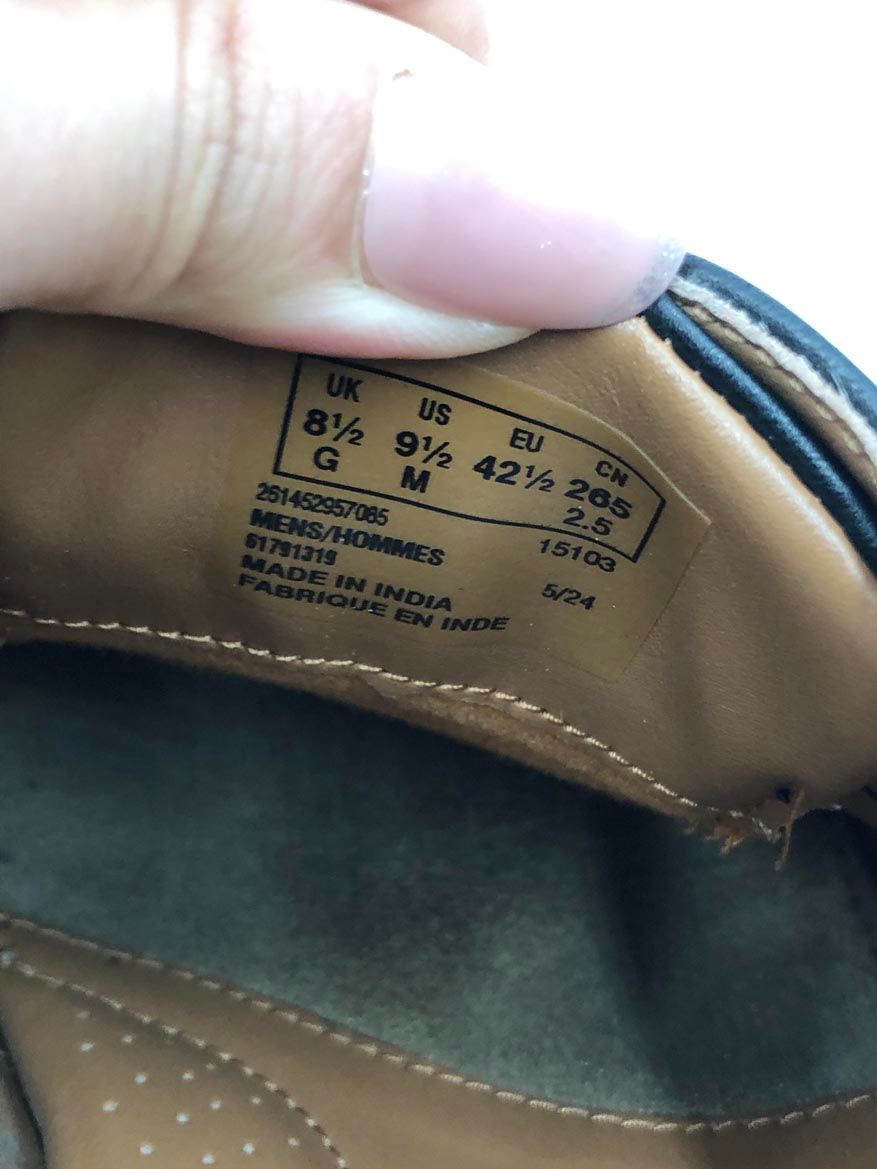 UK US EU CN
8½ 9½ 42½ 265
G M 2.5
261452957085 15103
MENS/HOMMES
61791319 5/24
MADE IN INDIA
FABRIQUE EN INDE